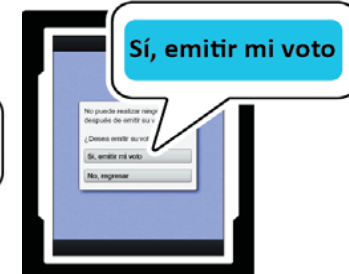 Sí, emitir mi voto
No puede realizar
después de emitir su v
¿Desea emitir su vot
Sí, emitir mi voto
No, regresar